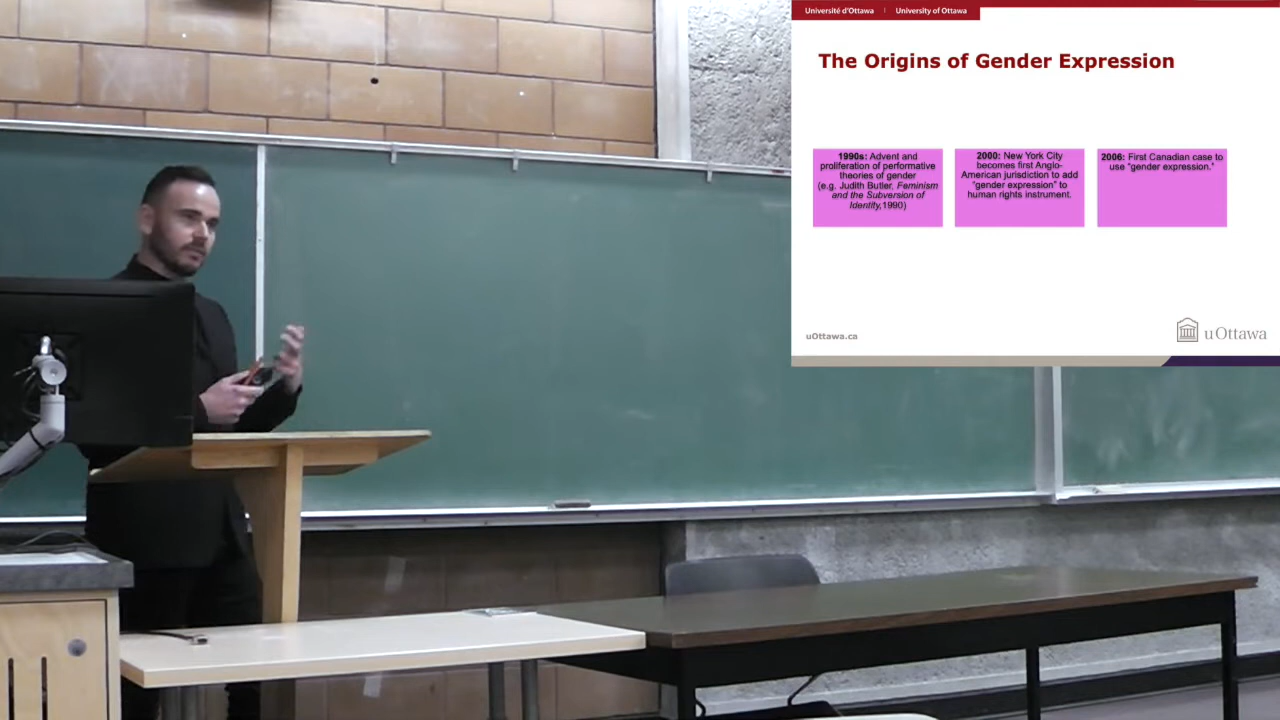 Université d'Ottawa | University of Ottawa
The Origins of Gender Expression
1990s: Advent and
proliferation of performative
theories of gender
(e.g. Judith Butler, Feminism
and the Subversion of
Identity,1990)
2000: New York City
becomes first Anglo-
American jurisdiction to add
“gender expression” to
human rights instrument.
2006: First Canadian case to
use “gender expression.”
uOttawa.ca
uOttawa